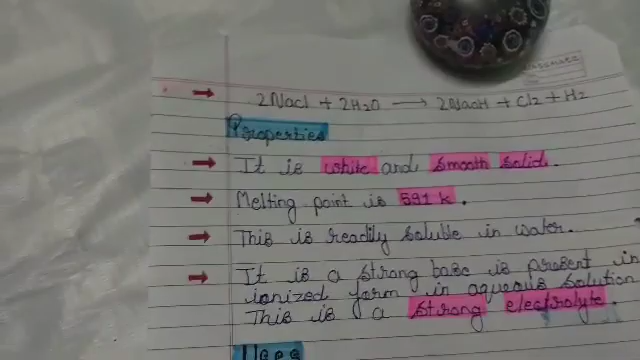 2NaCl + 2H2O → 2NaOH + Cl2 + H2
Properties
→ It is white and smooth solid.
→ Melting point is 591 k.
→ This is readily soluble in water.
→ It is a strong base is present in
ionized form in aqueous solution
This is a strong electrolyte.
Uses